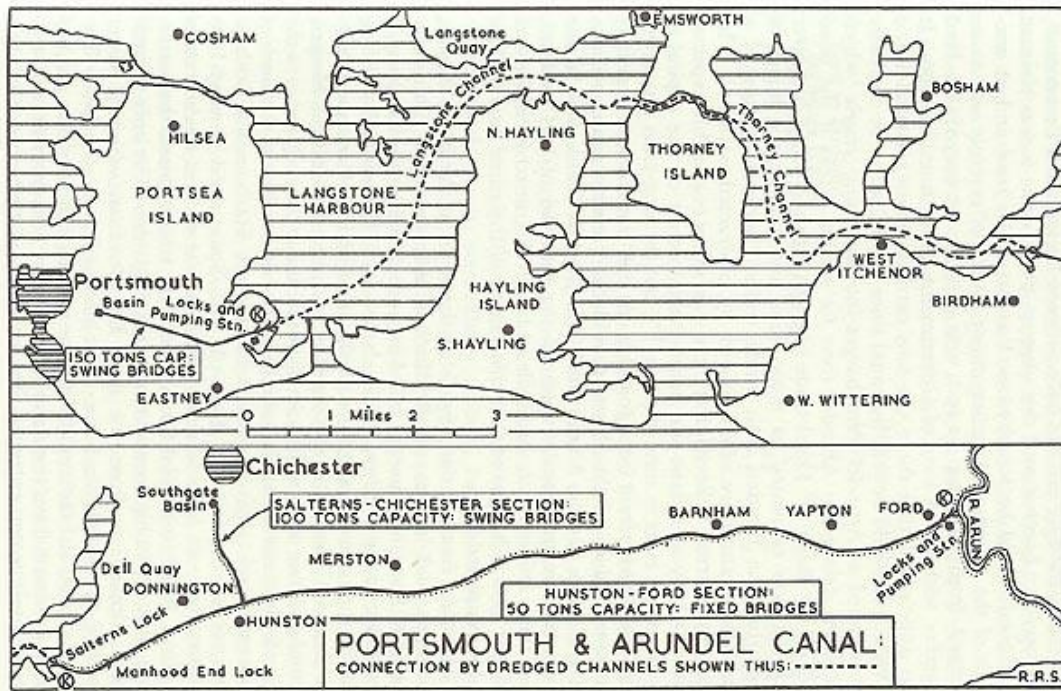 COSHAM
Langstone
Quay
EMSWORTH
BOSHAM
HILSEA
Langstone Channel
N. HAYLING
Thorney Channel
THORNEY
ISLAND
PORTSEA
ISLAND
LANGSTONE
HARBOUR
WEST
ITCHENOR
Portsmouth
Basin
Locks and
Pumping Stn.
K
HAYLING
ISLAND
BIRDHAM
S. HAYLING
150 TONS CAP:
SWING BRIDGES
EASTNEY
W. WITTERING
0 1 Miles 2 3
Chichester
Southgate
Basin
SALTERNS-CHICHESTER SECTION:
100 TONS CAPACITY: SWING BRIDGES
BARNHAM
YAPTON
FORD
K
R. ARUN
Locks and
Pumping Stn.
MERSTON
Dell Quay
DONNINGTON
HUNSTON-FORD SECTION:
50 TONS CAPACITY: FIXED BRIDGES
Salterns Lock
HUNSTON
Manhood End Lock
K
PORTSMOUTH & ARUNDEL CANAL:
CONNECTION BY DREDGED CHANNELS SHOWN THUS:
R.R.S.